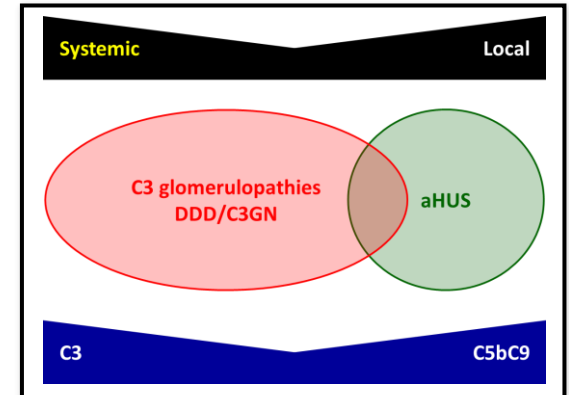 Systemic
Local
C3 glomerulopathies
DDD/C3GN
aHUS
C3
C5bC9